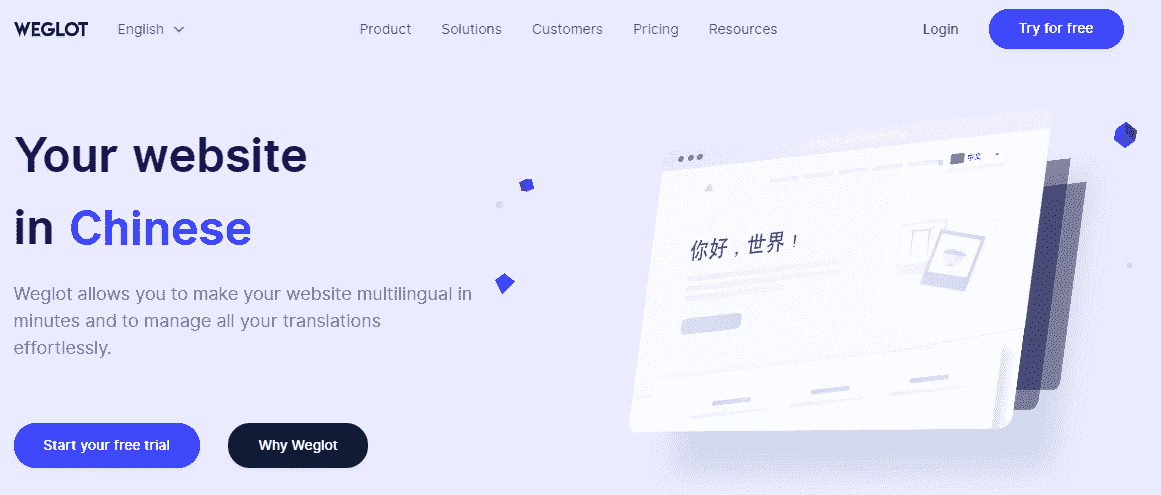 WEGLOT
English
Product
Solutions
Customers
Pricing
Resources
Login
Try for free
Your website
in Chinese
Weglot allows you to make your website multilingual in
minutes and to manage all your translations
effortlessly.
Start your free trial
Why Weglot
中文
你好，世界！